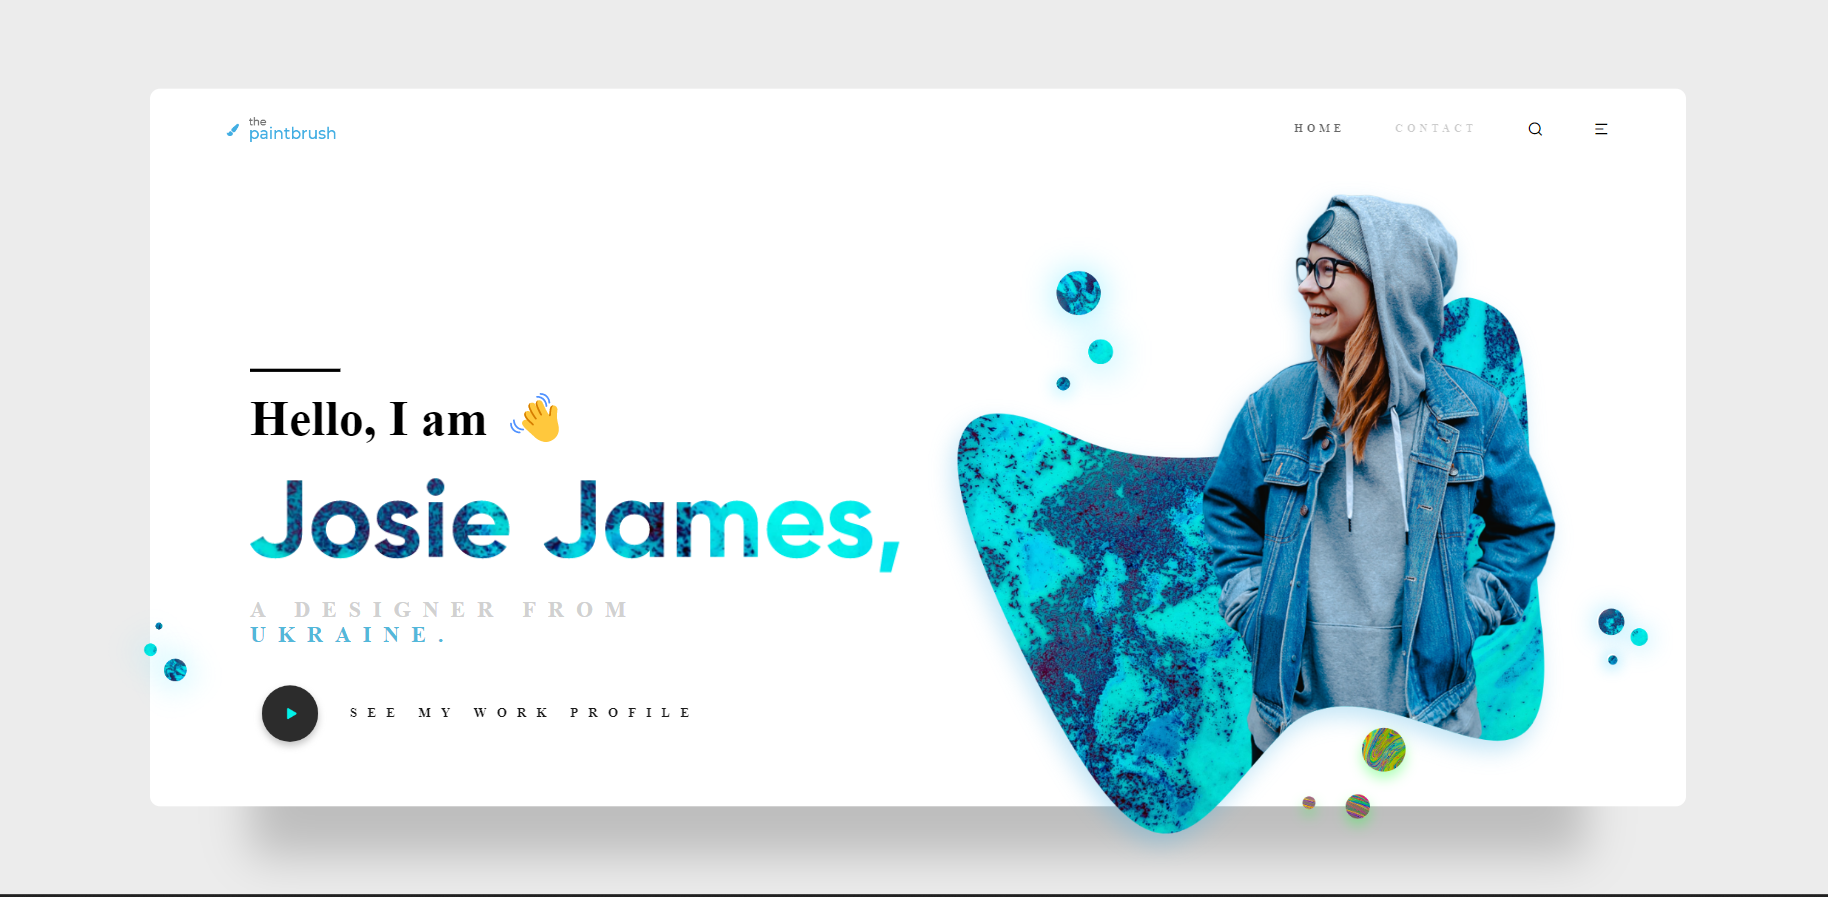 the
paintbrush
HOME
CONTACT
Hello, I am 👋
Josie James,
A DESIGNER FROM
UKRAINE.
SEE MY WORK PROFILE